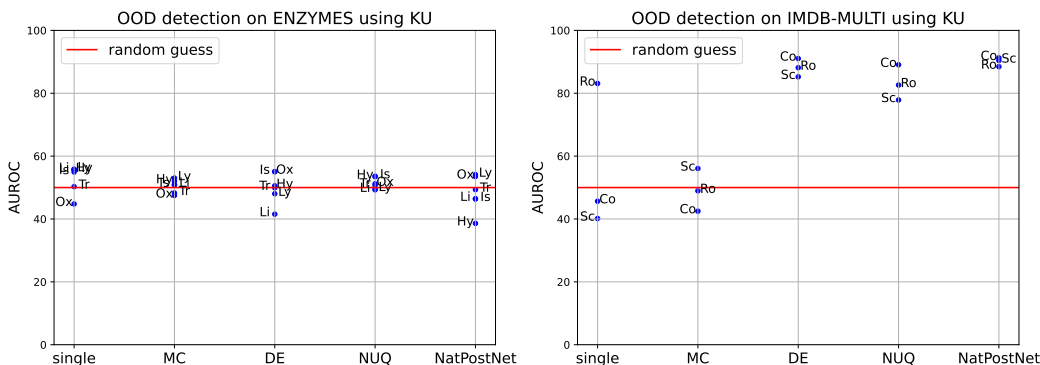 OOD detection on ENZYMES using KU
random guess
AUROC
100
80
60
40
20
0
Li Hy
Is Ly
Tr
Ox
Hy Ly
Is Li
Ox Tr
Is Ox
Tr Hy
Ly
Li
Hy Is
Tr Ox
Li Ly
Ox Ly
Tr
Li Is
Hy
single MC DE NUQ NatPostNet
OOD detection on IMDB-MULTI using KU
random guess
AUROC
100
80
60
40
20
0
Ro
Co
Sc
Sc
Ro
Co
Co
Ro
Sc
Co
Ro
Sc
Co Sc
Ro
single MC DE NUQ NatPostNet